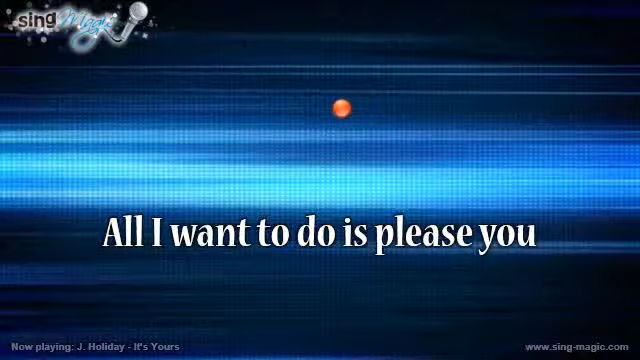 sing Magic
All I want to do is please you
Now playing: J. Holiday - It's Yours
www.sing-magic.com